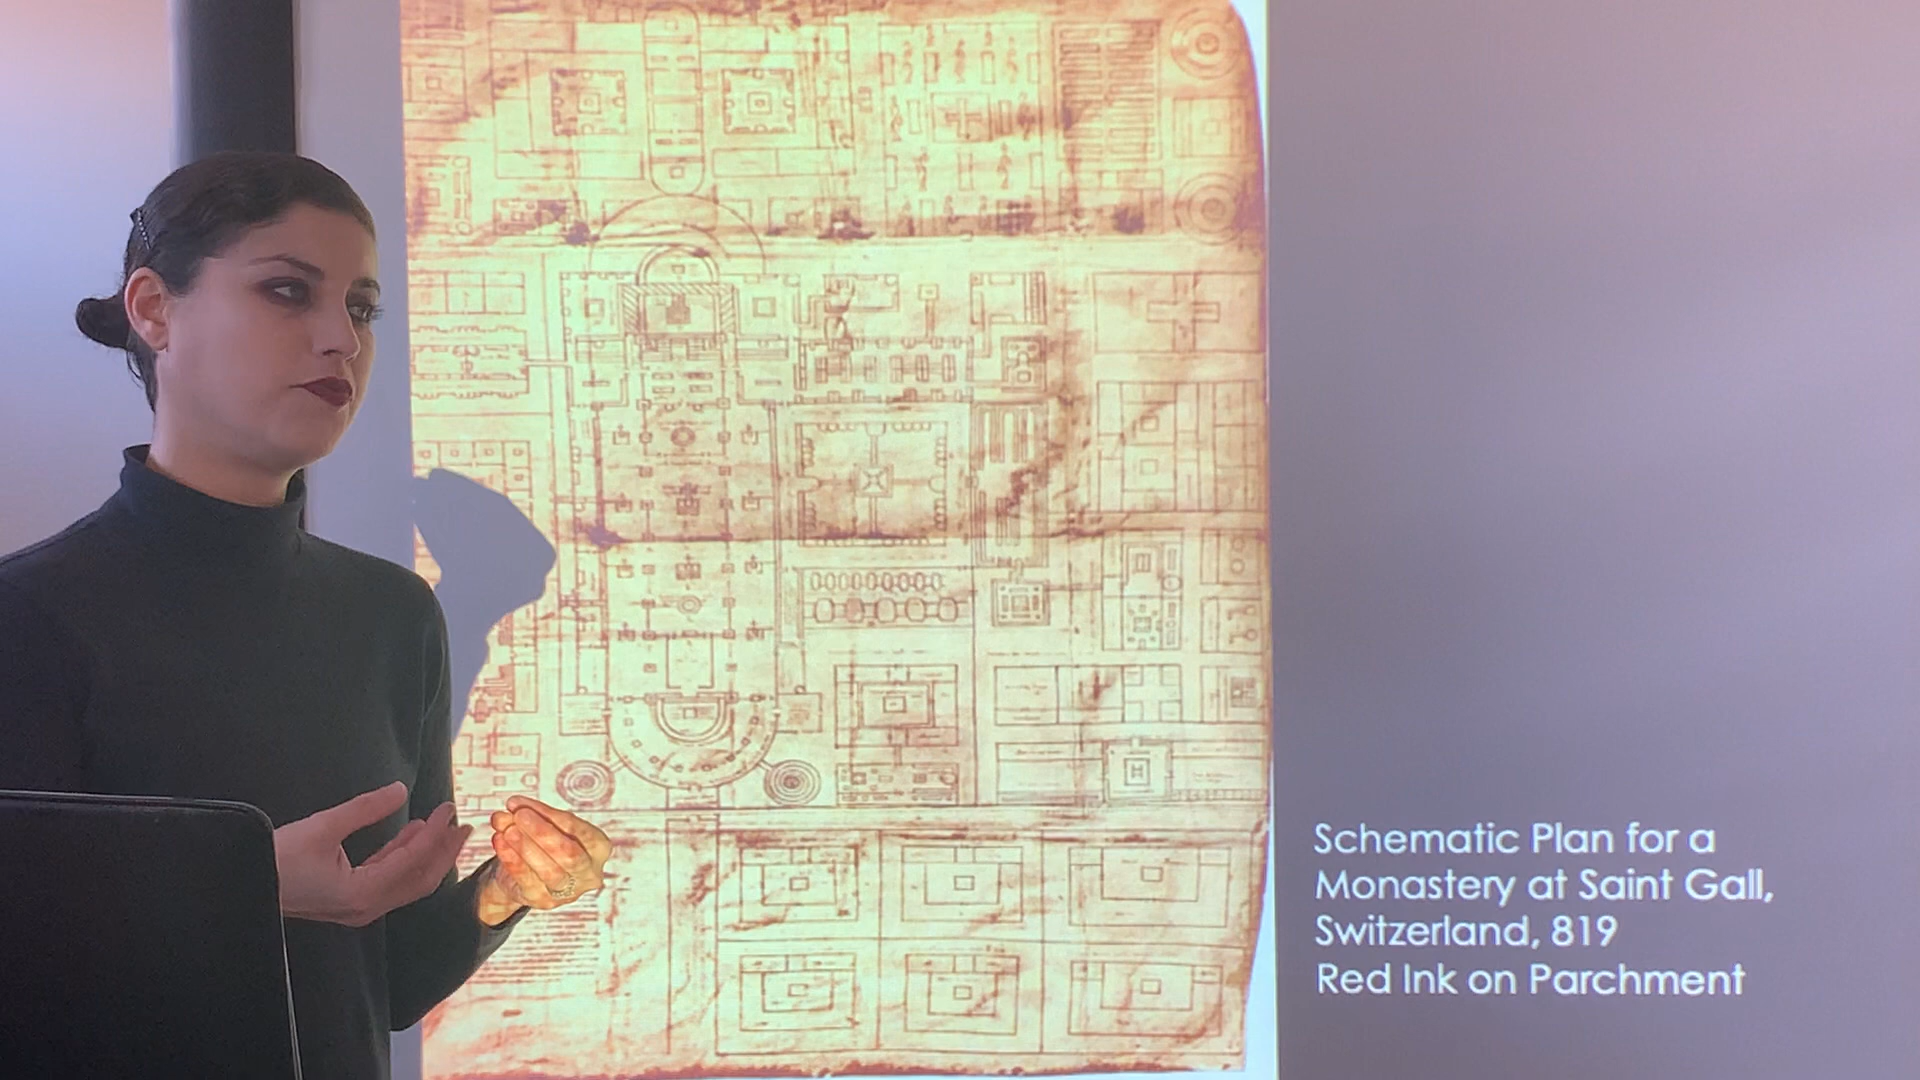 Schematic Plan for a
Monastery at Saint Gall,
Switzerland, 819
Red Ink on Parchment